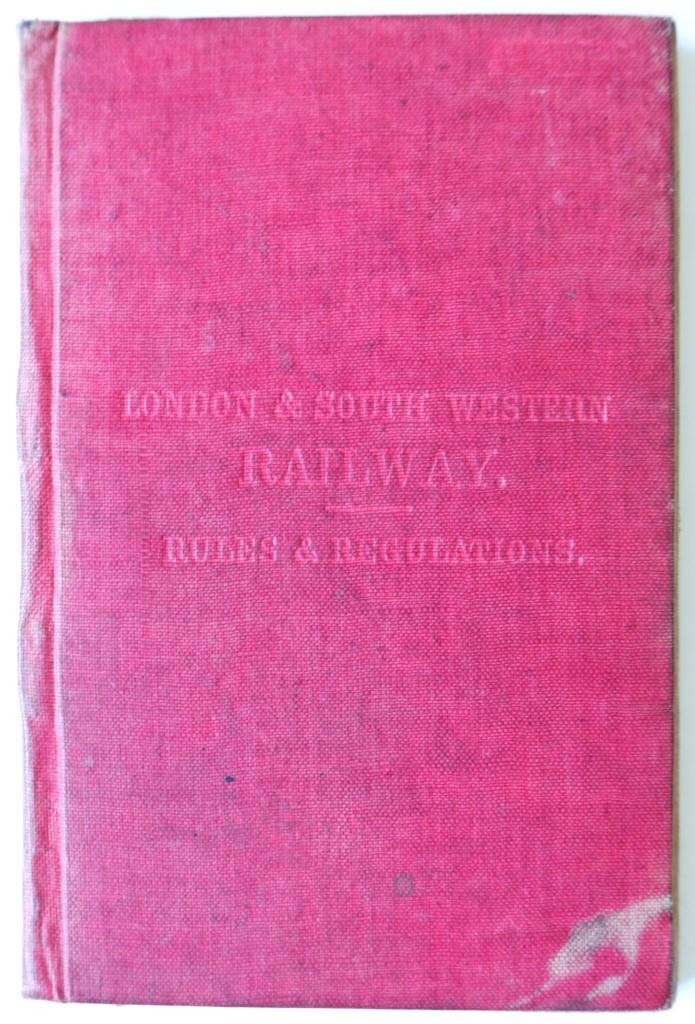 LONDON & SOUTH WESTERN
RAILWAY.
RULES & REGULATIONS.